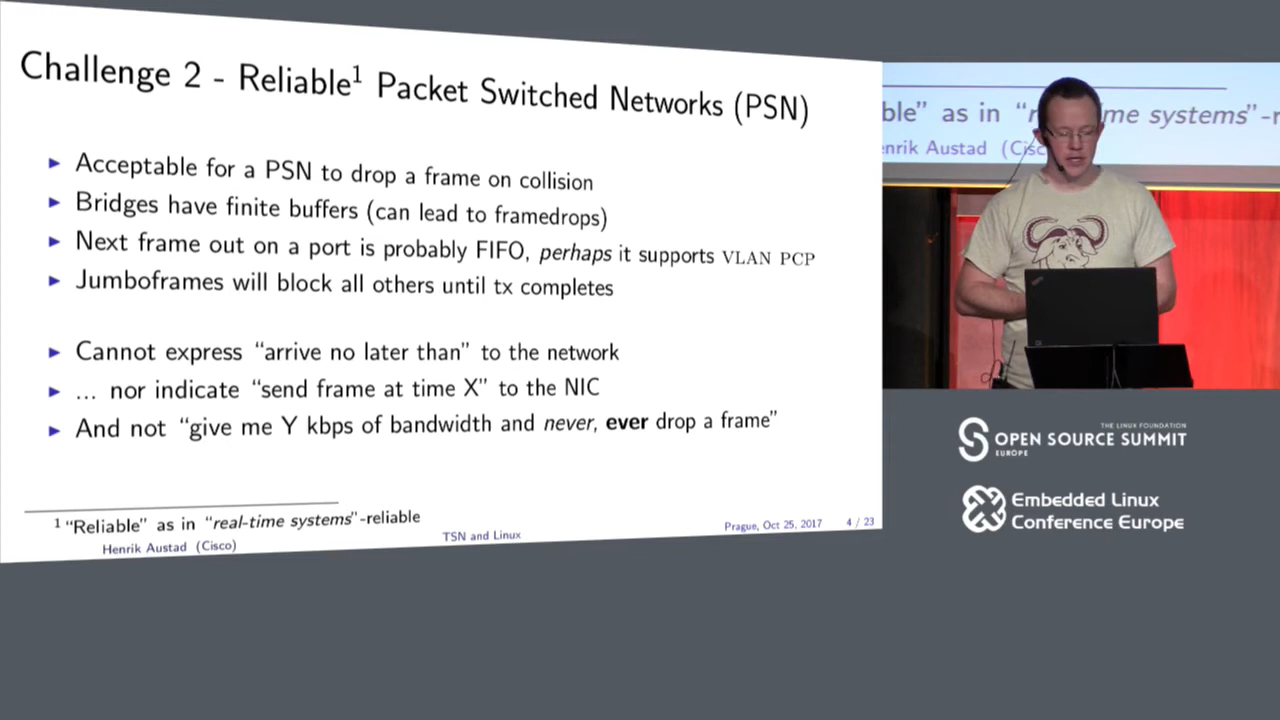 Challenge 2 - Reliable¹ Packet Switched Networks (PSN)
► Acceptable for a PSN to drop a frame on collision
► Bridges have finite buffers (can lead to framedrops)
► Next frame out on a port is probably FIFO, perhaps it supports VLAN PCP
► Jumboframes will block all others until tx completes
► Cannot express “arrive no later than” to the network
► ... nor indicate “send frame at time X” to the NIC
► And not “give me Y kbps of bandwidth and never, ever drop a frame”
¹ “Reliable” as in “real-time systems”-reliable
Henrik Austad (Cisco)
TSN and Linux
Prague, Oct 25, 2017 4 / 23
ble” as in “r me systems”-r
enrik Austad (Cisc
THE LINUX FOUNDATION
OPEN SOURCE SUMMIT
EUROPE
Embedded Linux
Conference Europe